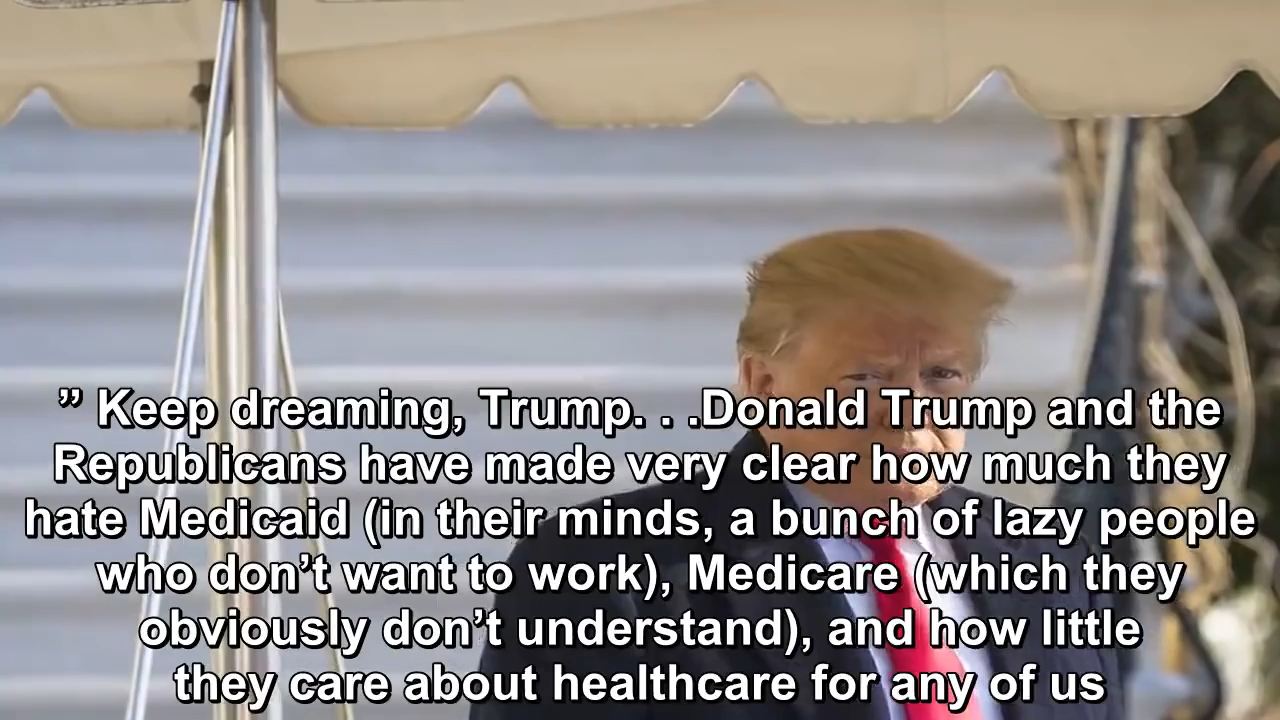 ” Keep dreaming, Trump. . .Donald Trump and the
Republicans have made very clear how much they
hate Medicaid (in their minds, a bunch of lazy people
who don’t want to work), Medicare (which they
obviously don’t understand), and how little
they care about healthcare for any of us